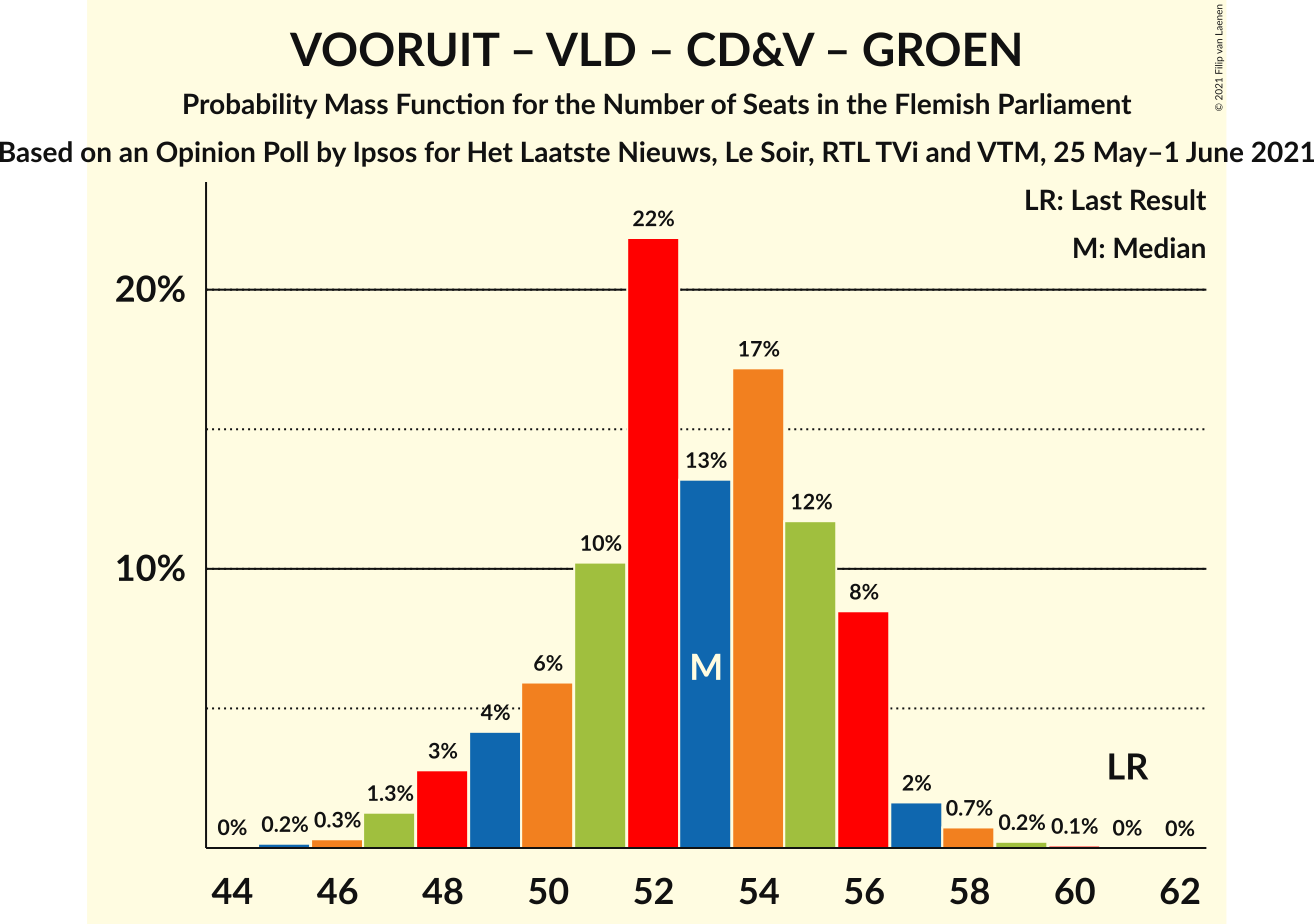 VOORUIT – VLD – CD&V – GROEN
Probability Mass Function for the Number of Seats in the Flemish Parliament
Based on an Opinion Poll by Ipsos for Het Laatste Nieuws, Le Soir, RTL TVi and VTM, 25 May–1 June 2021
© 2021 Filip van Laenen
LR: Last Result
M: Median
20%
10%
0%
0.2%
0.3%
1.3%
3%
4%
6%
10%
22%
13%
17%
12%
8%
2%
0.7%
0.2%
0.1%
0%
0%
M
LR
44 46 48 50 52 54 56 58 60 62